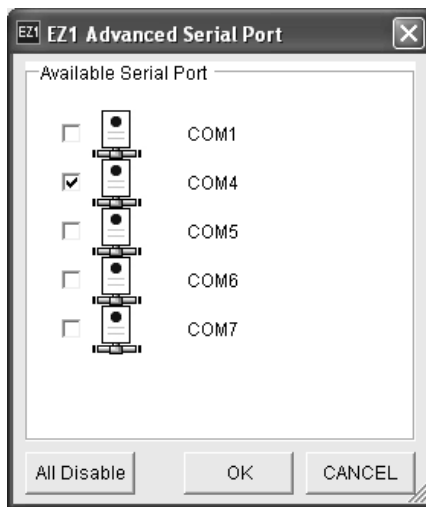 EZ1 EZ1 Advanced Serial Port
Available Serial Port
COM1
COM4
COM5
COM6
COM7
All Disable OK CANCEL